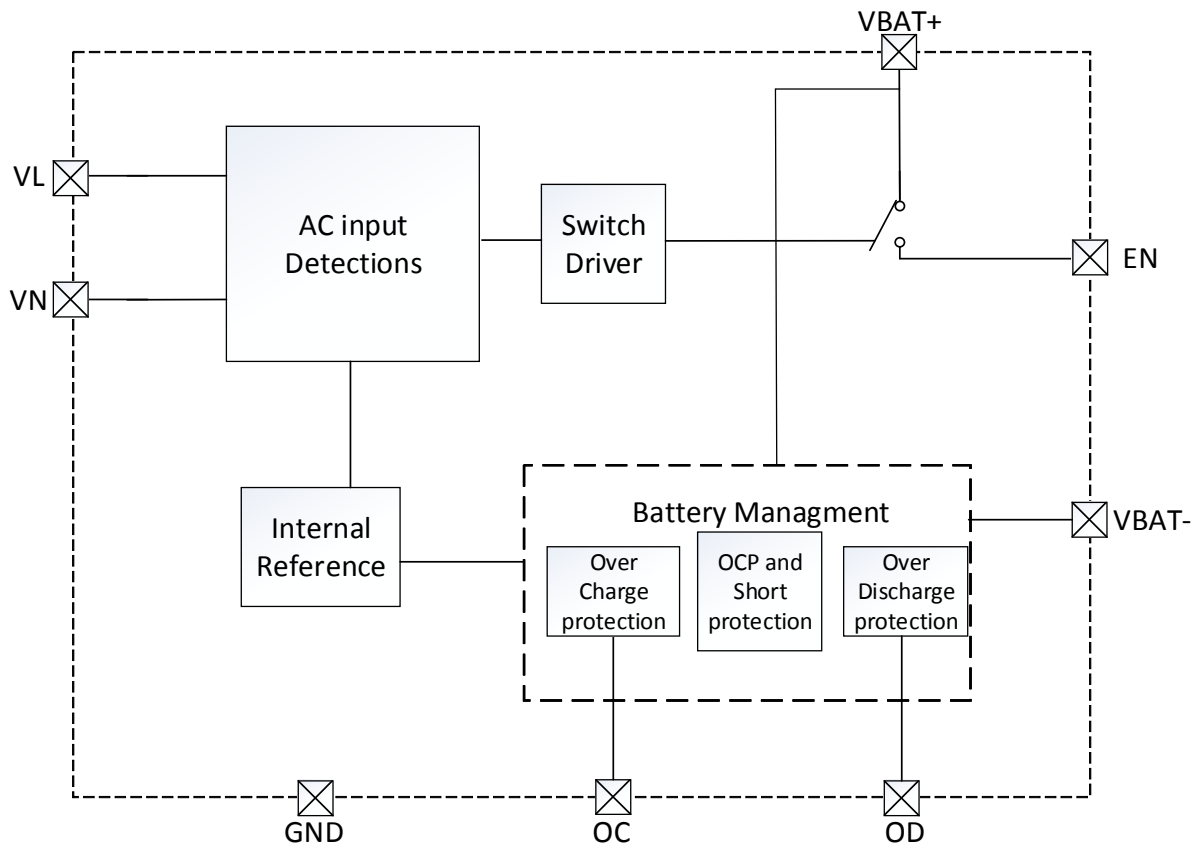 VBAT+
VL
AC input
Detections
Switch
Driver
EN
VN
Internal
Reference
Battery Managment
VBAT-
Over
Charge
protection
OCP and
Short
protection
Over
Discharge
protection
GND
OC
OD